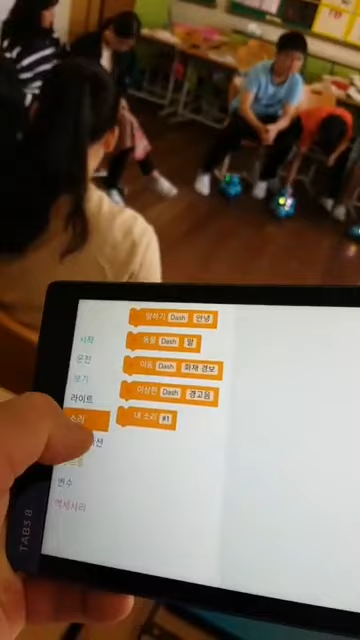 말하기 Dash 안녕
동물 Dash 말
이동 Dash 화재 경보
이상한 Dash 경고음
내 소리 #1
시작
운전
보기
라이트
소리
변수
액세서리
TAB3 8